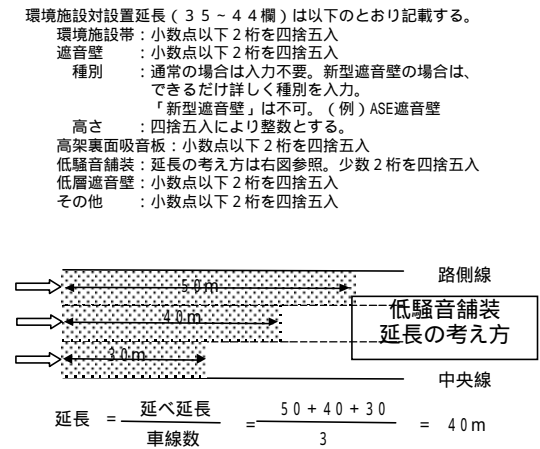 環境施設対設置延長（３５～４４欄）は以下のとおり記載する。
環境施設帯：小数点以下２桁を四捨五入
遮音壁　　：小数点以下２桁を四捨五入
種別　　：通常の場合は入力不要。新型遮音壁の場合は、
できるだけ詳しく種別を入力。
「新型遮音壁」は不可。（例）ASE遮音壁
高さ　　：四捨五入により整数とする。
高架裏面吸音板：小数点以下２桁を四捨五入
低騒音舗装：延長の考え方は右図参照。少数２桁を四捨五入
低層遮音壁：小数点以下２桁を四捨五入
その他　　：小数点以下２桁を四捨五入
路側線
５０ｍ
低騒音舗装
４０ｍ
延長の考え方
３０ｍ
中央線
延長 ＝ 延べ延長 ＝ ５０＋４０＋３０ ＝ ４０ｍ
車線数　３